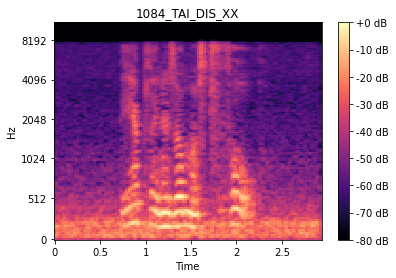 1084_TAI_DIS_XX
+0 dB
8192
-10 dB
4096
-20 dB
-30 dB
2048
Hz
-40 dB
1024
-50 dB
512
-60 dB
-70 dB
0
-80 dB
0 0.5 1 1.5 2 2.5
Time